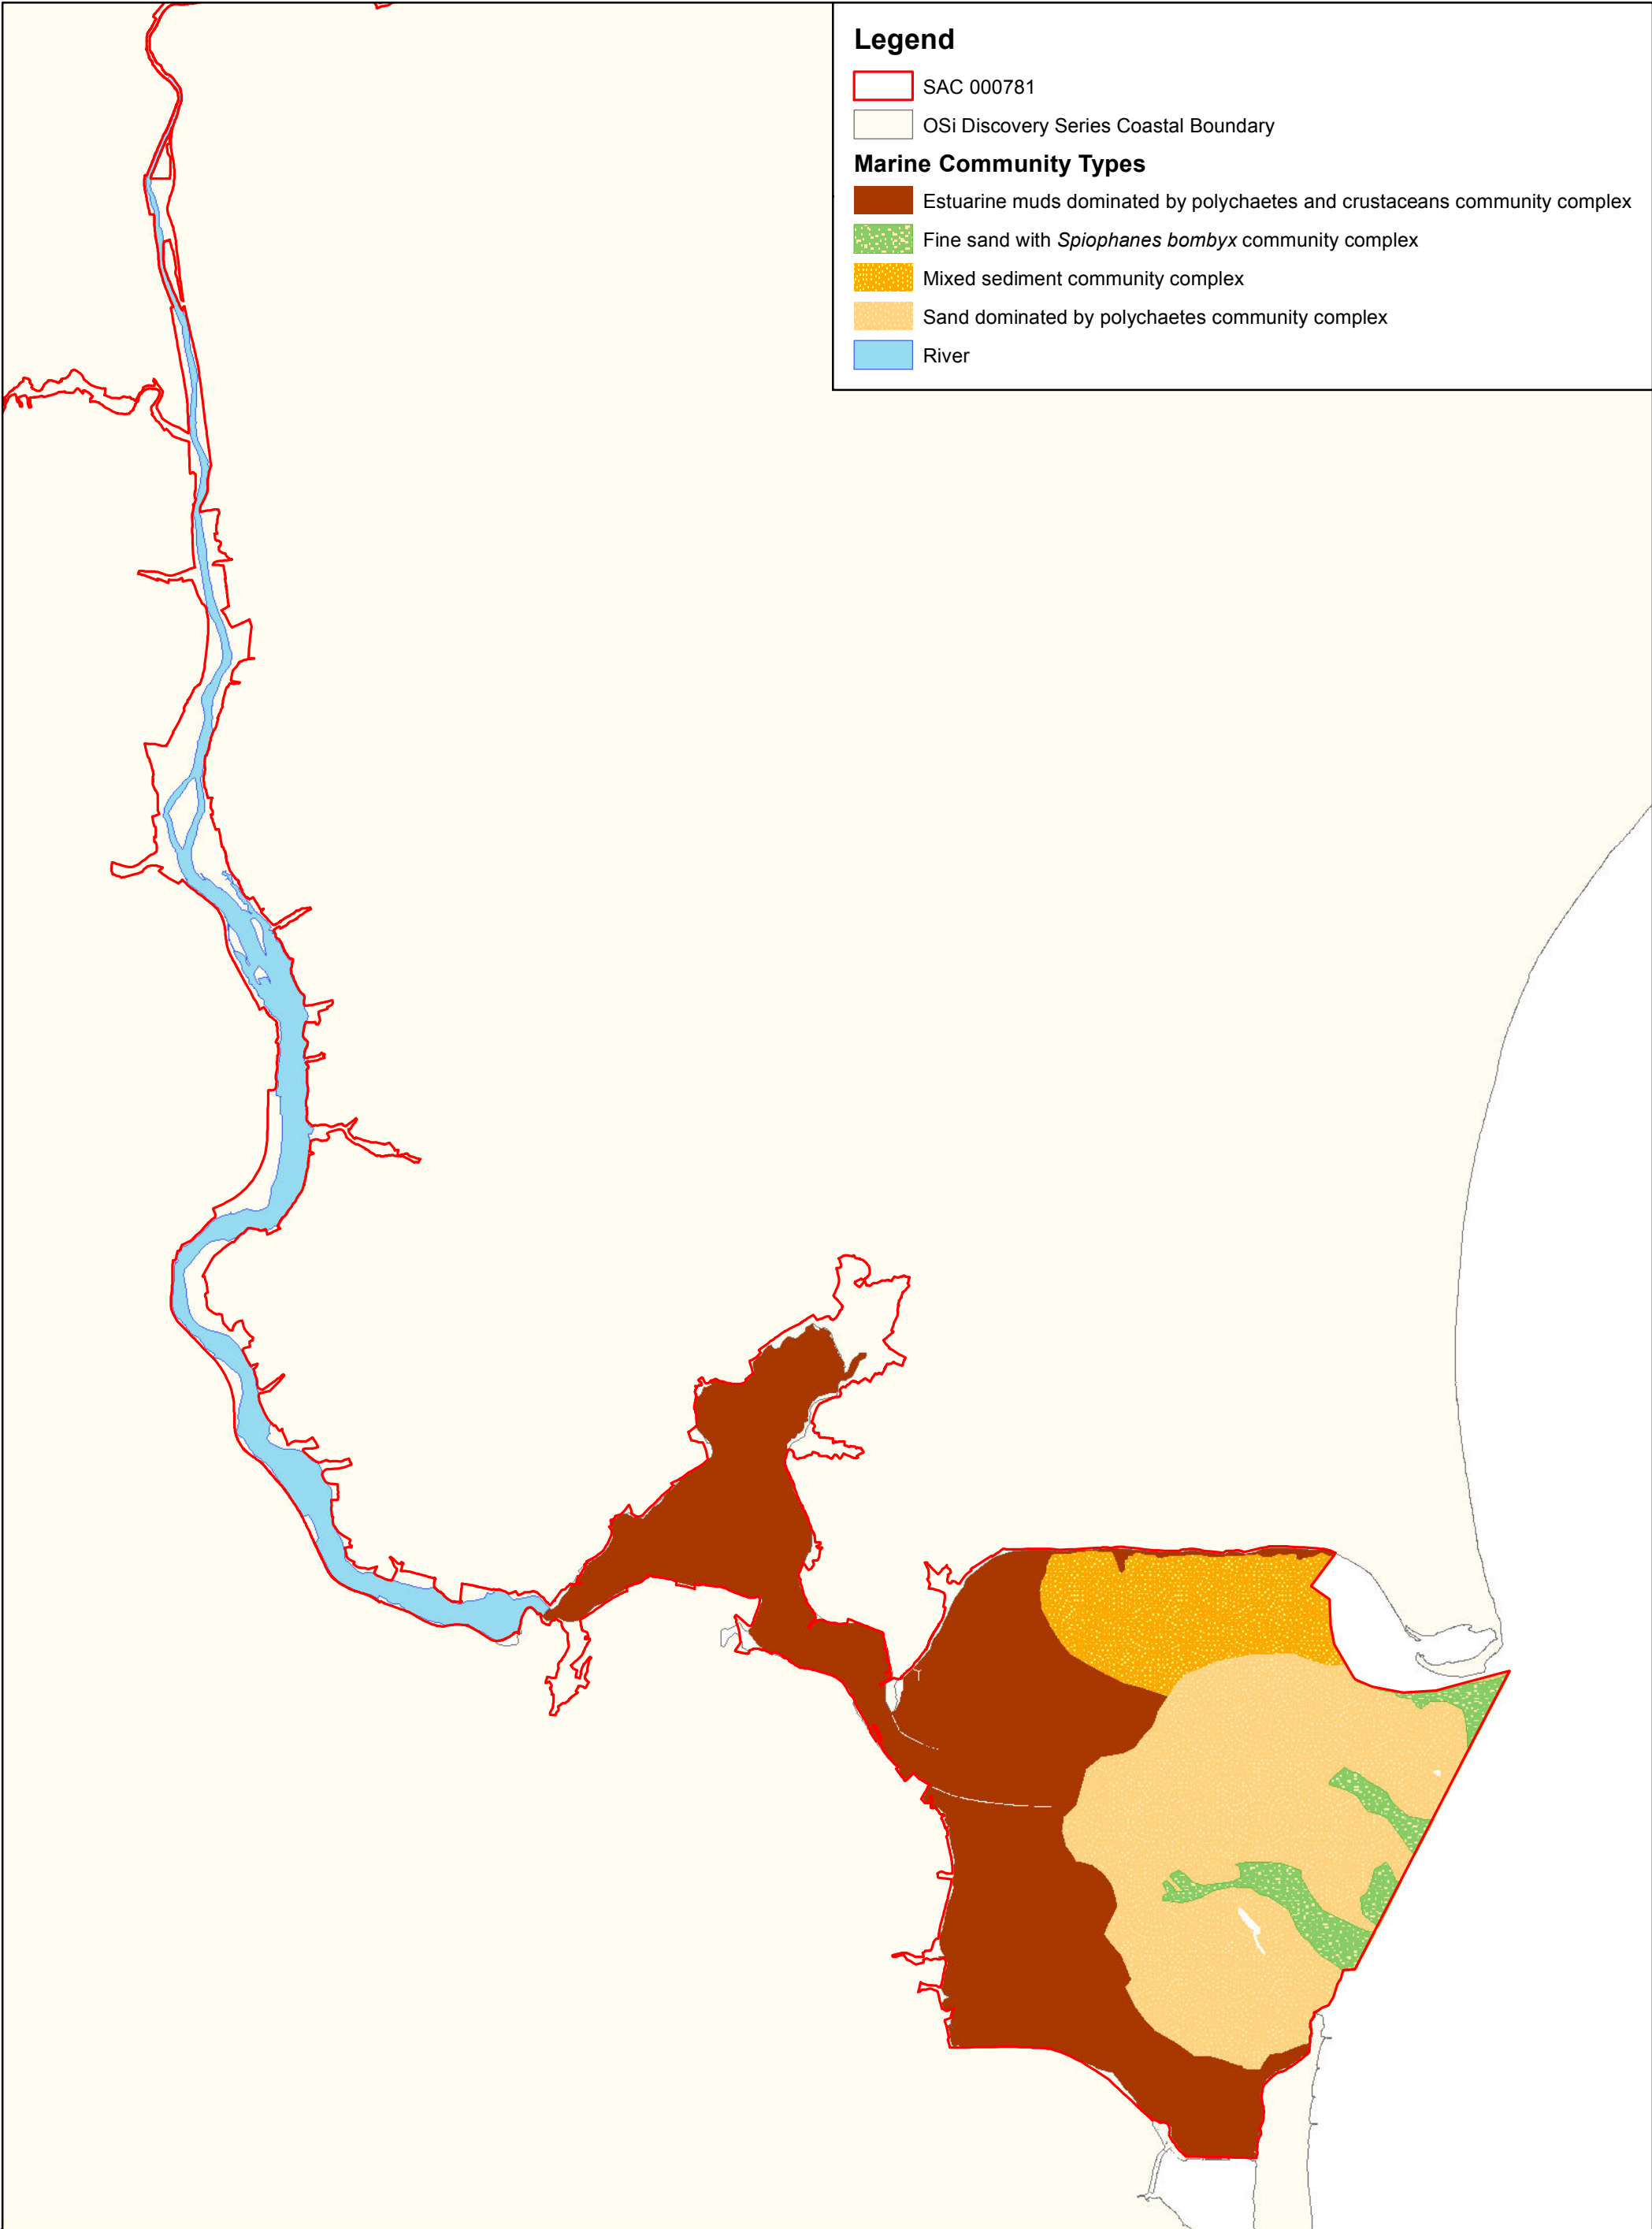 Legend
SAC 000781
OSi Discovery Series Coastal Boundary
Marine Community Types
Estuarine muds dominated by polychaetes and crustaceans community complex
Fine sand with Spiophanes bombyx community complex
Mixed sediment community complex
Sand dominated by polychaetes community complex
River